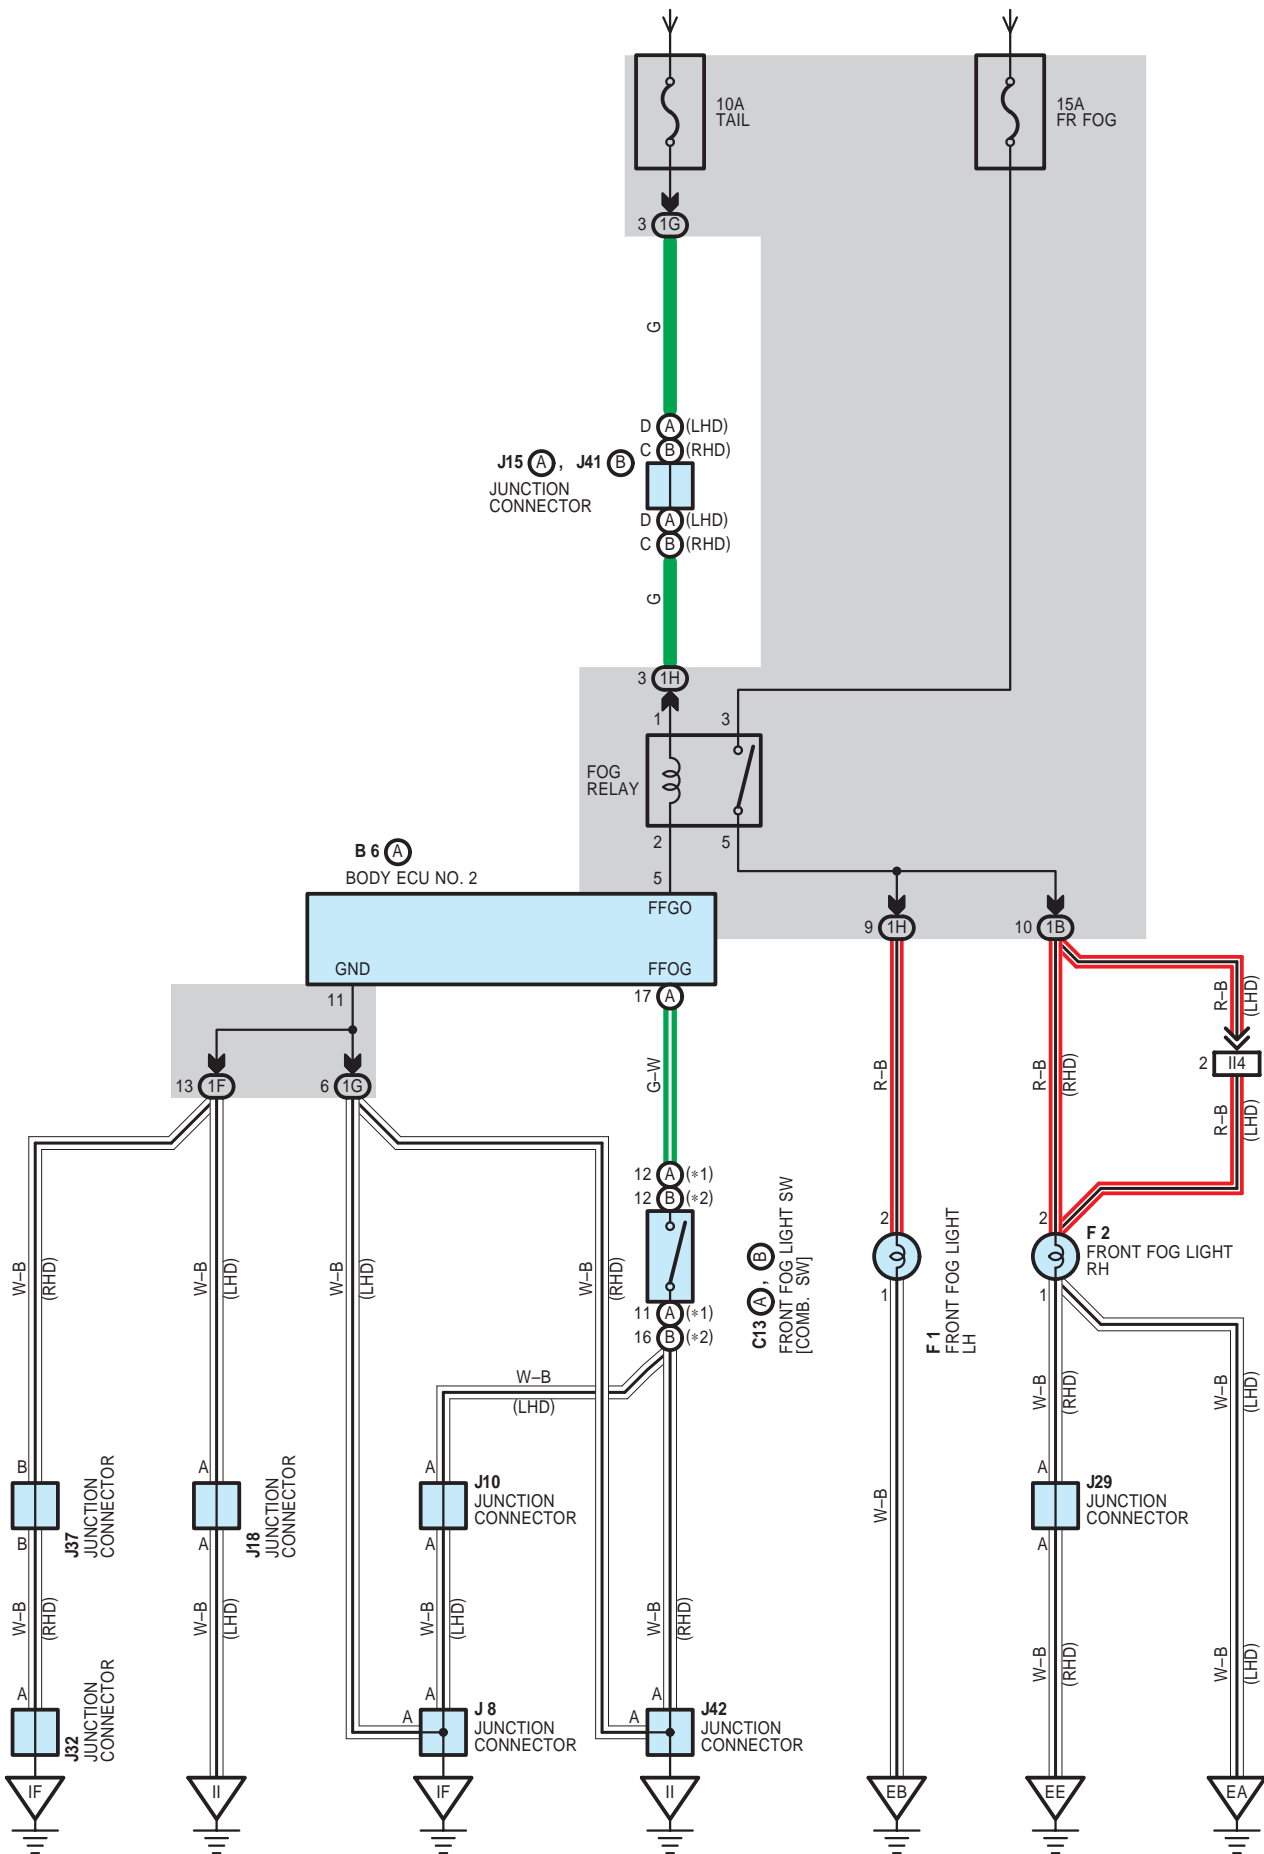 10A
TAIL
15A
FR FOG
3 1G
G
D A (LHD)
C B (RHD)
J15 A , J41 B
JUNCTION
CONNECTOR
D A (LHD)
C B (RHD)
G
3 1H
1 3
FOG
RELAY
2 5
B 6 A
BODY ECU NO. 2
5
FFGO
GND
FFOG
11
17 A
9 1H
10 1B
13 1F
6 1G
G–W
R–B
R–B
(RHD)
R–B
(LHD)
2 II4
R–B
(LHD)
12 A (*1)
12 B (*2)
C13 A , B
FRONT FOG LIGHT SW
[COMB. SW]
11 A (*1)
16 B (*2)
2
1
F 1
FRONT FOG LIGHT
LH
2
F 2
FRONT FOG LIGHT
RH
1
W–B
(RHD)
W–B
(LHD)
W–B
(LHD)
W–B
(RHD)
W–B
(LHD)
W–B
W–B
(RHD)
W–B
(LHD)
B
J37
JUNCTION
CONNECTOR
B
A
J18
JUNCTION
CONNECTOR
A
A
J10
JUNCTION
CONNECTOR
A
A
J29
JUNCTION
CONNECTOR
A
W–B
(RHD)
W–B
(LHD)
W–B
(LHD)
W–B
(RHD)
W–B
(RHD)
W–B
(LHD)
A
J32
JUNCTION
CONNECTOR
A
A
J 8
JUNCTION
CONNECTOR
A
A
J42
JUNCTION
CONNECTOR
IF
II
IF
II
EB
EE
EA